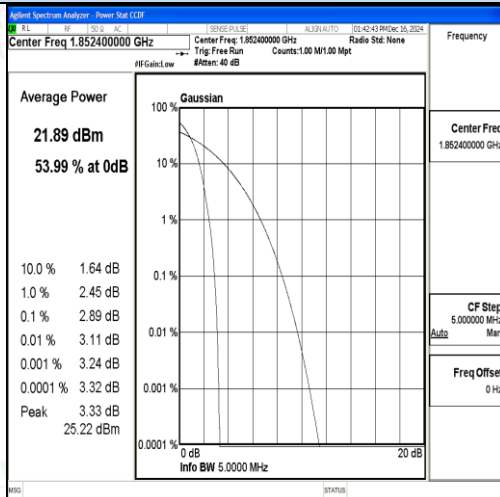 Agilent Spectrum Analyzer - Power Stat CCDF
RL RF 50 Ω AC SENSE:PULSE ALIGN AUTO 01:42:43 PM Dec 16, 2024
Center Freq 1.852400000 GHz
Center Freq: 1.852400000 GHz Radio Std: None
Trig: Free Run Counts:1.00 M/1.00 Mpt
#IFGain:Low #Atten: 40 dB
Frequency
Average Power
21.89 dBm
53.99 % at 0dB
10.0 % 1.64 dB
1.0 % 2.45 dB
0.1 % 2.89 dB
0.01 % 3.11 dB
0.001 % 3.24 dB
0.0001 % 3.32 dB
Peak 3.33 dB
25.22 dBm
Gaussian
100 %
10 %
1 %
0.1 %
0.01 %
0.001 %
0.0001 %
0 dB 20 dB
Info BW 5.0000 MHz
Center Freq
1.852400000 GHz
CF Step
5.000000 MHz
Auto Man
Freq Offset
0 Hz
MSG STATUS